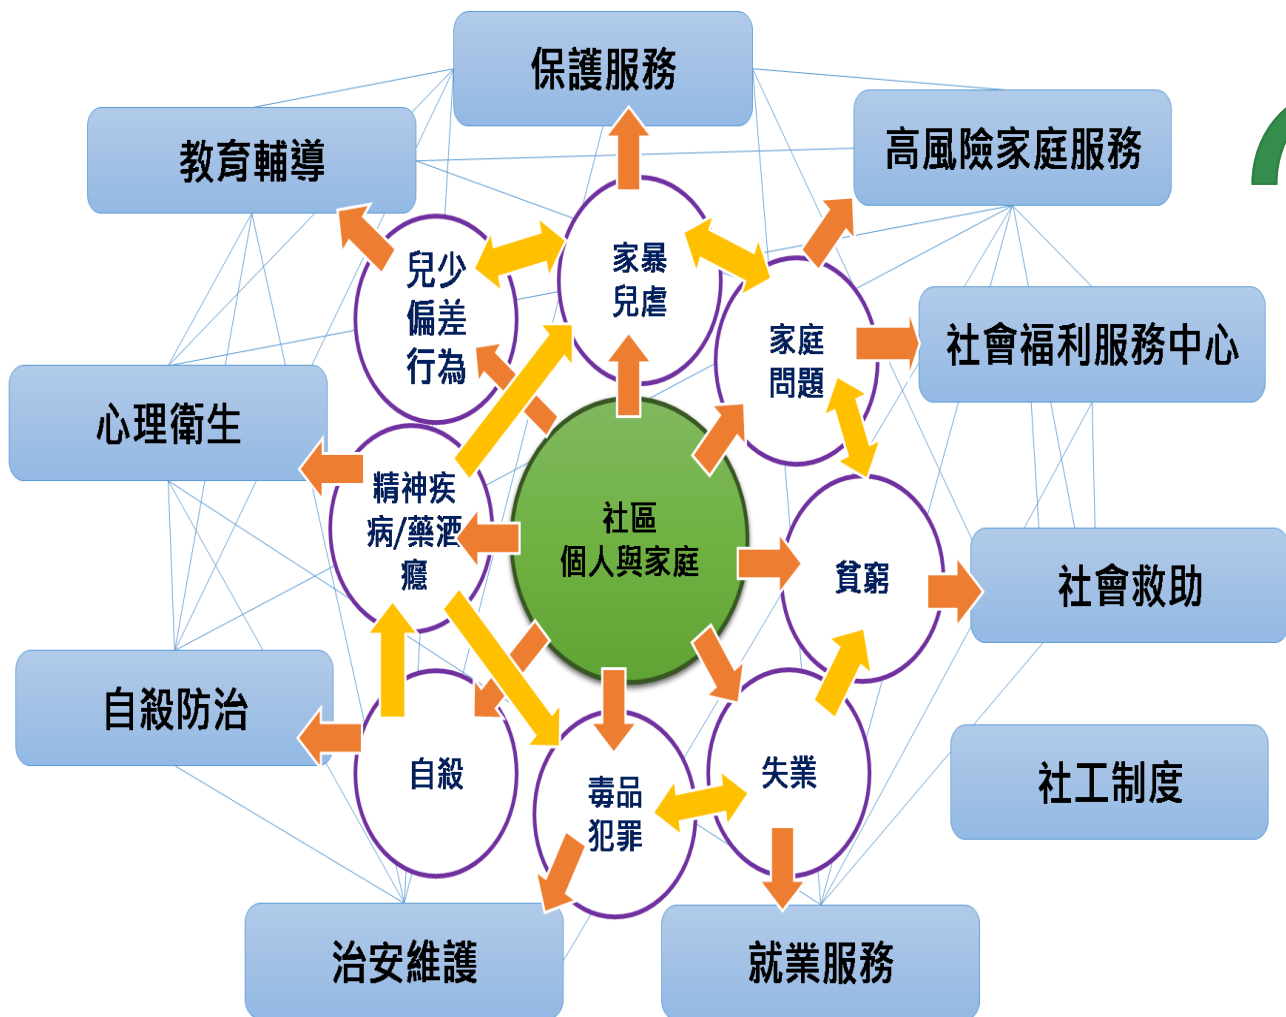 保護服務
教育輔導
高風險家庭服務
兒少
偏差
行為
家暴
兒虐
家庭
問題
社會福利服務中心
心理衛生
精神疾
病/藥酒
癮
社區
個人與家庭
貧窮
社會救助
自殺防治
自殺
毒品
犯罪
失業
社工制度
治安維護
就業服務